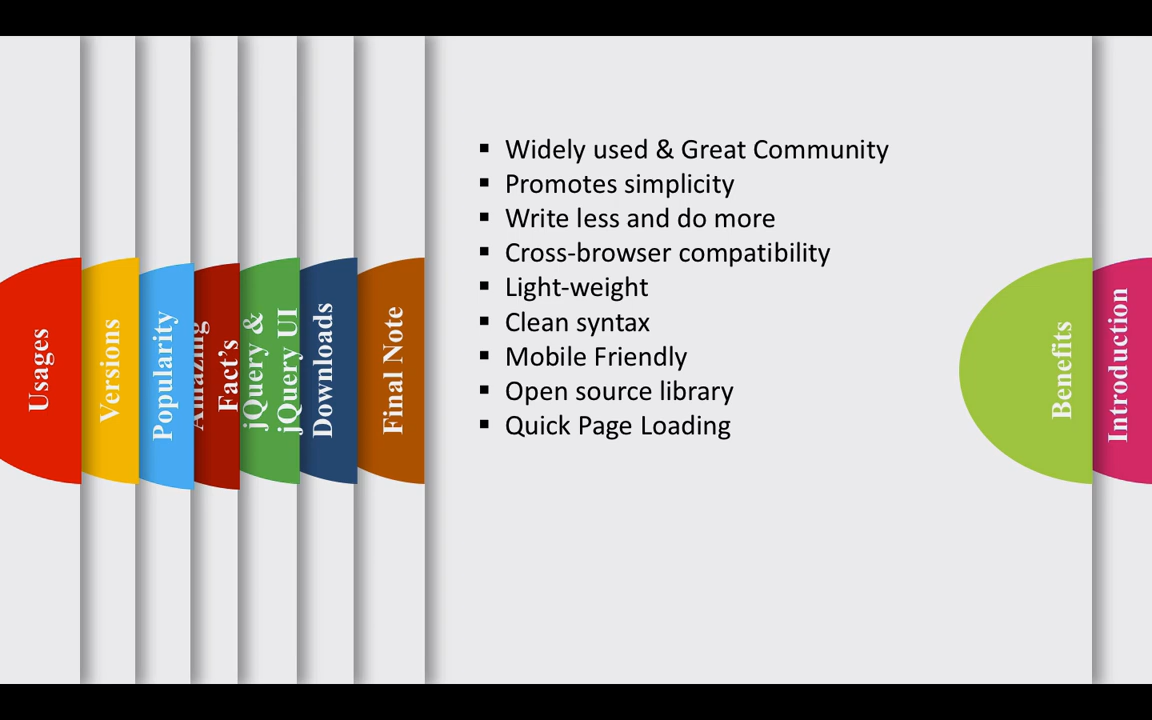 Usages
Versions
Popularity
Amazing
Fact’s
jQuery &
jQuery UI
Downloads
Final Note
▪ Widely used & Great Community
▪ Promotes simplicity
▪ Write less and do more
▪ Cross-browser compatibility
▪ Light-weight
▪ Clean syntax
▪ Mobile Friendly
▪ Open source library
▪ Quick Page Loading
Benefits
Introduction